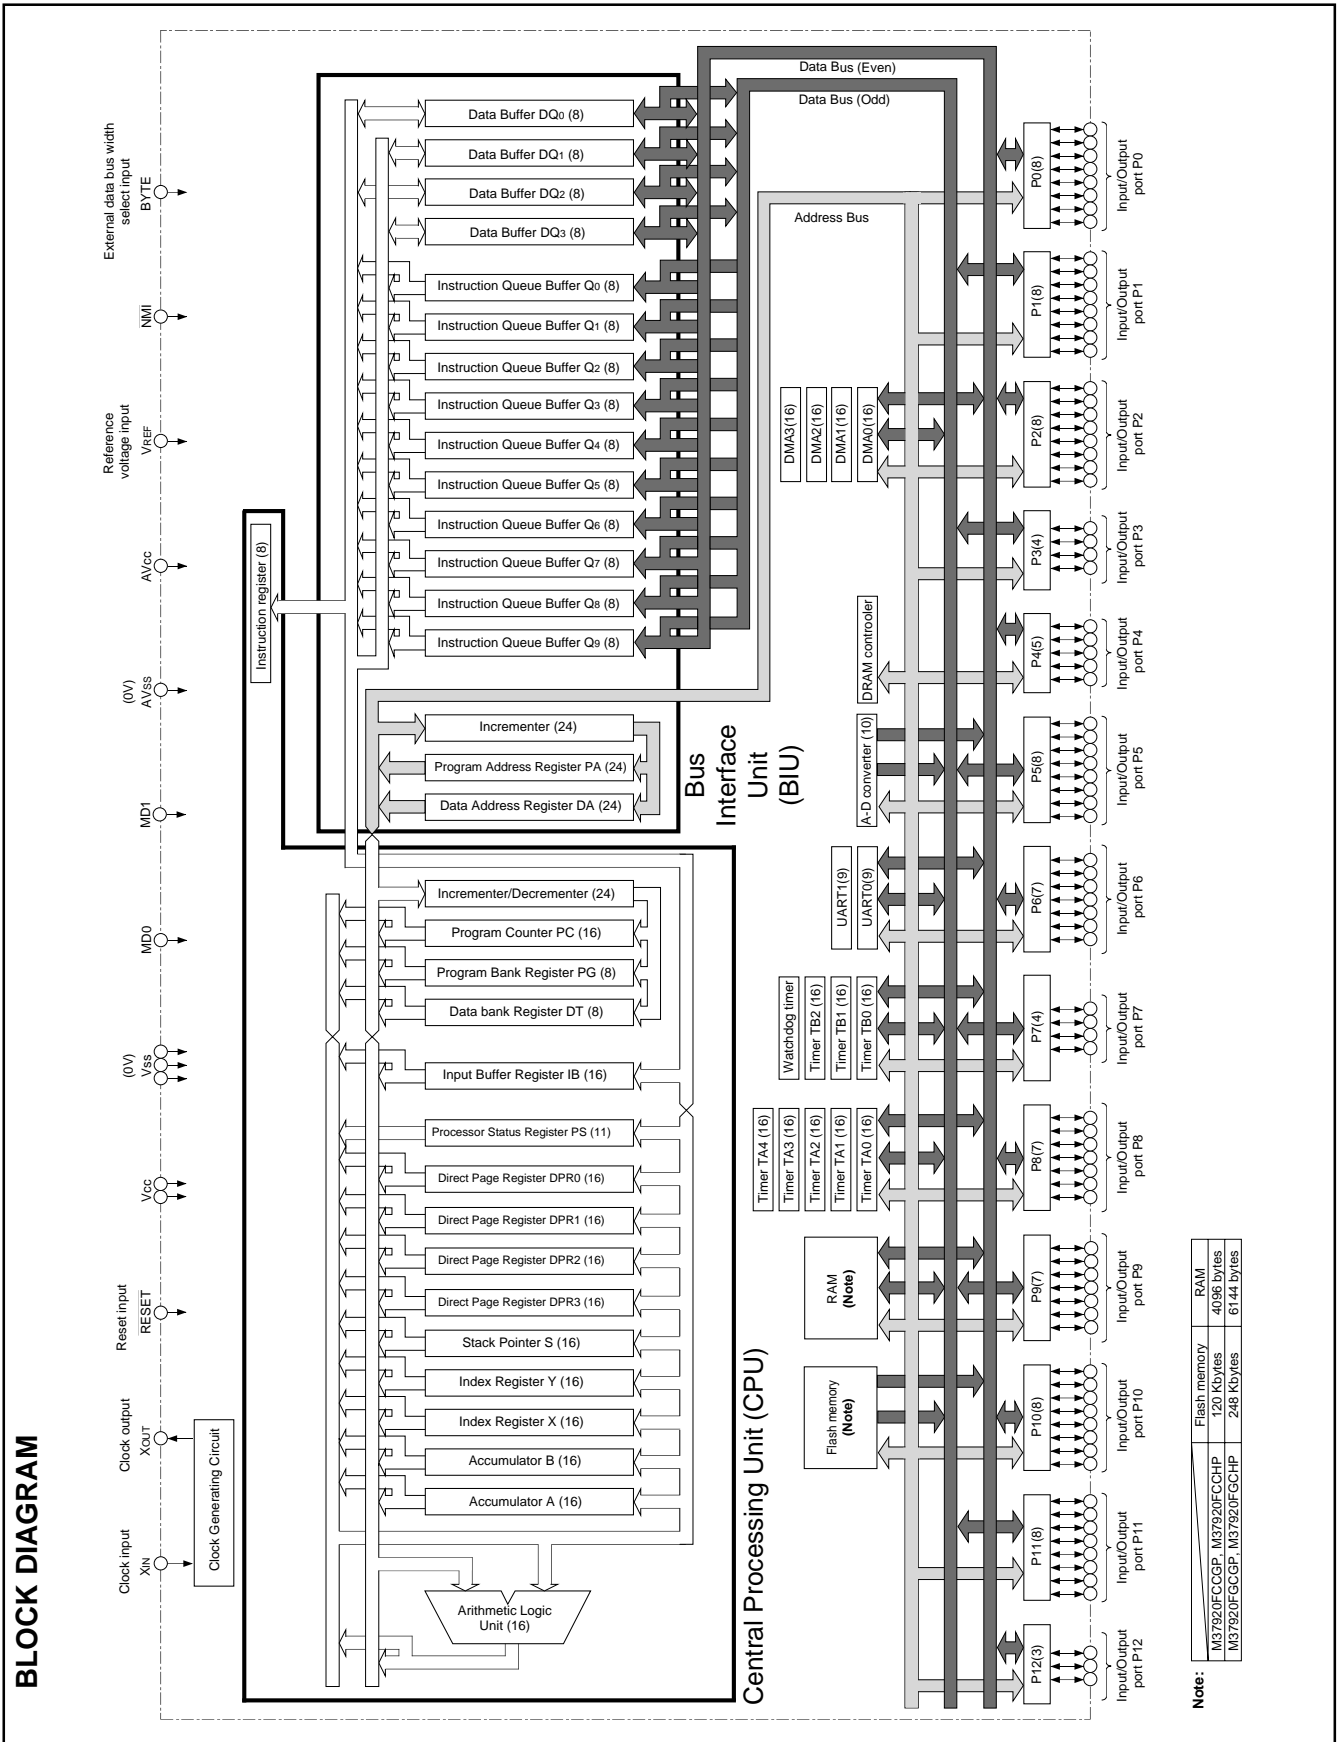 BLOCK DIAGRAM
Clock input
XIN
Clock output
XOUT
Reset input
RESET
Vcc
(0V)
Vss
MD0
MD1
(0V)
AVss
AVcc
Reference
voltage input
VREF
NMI
External data bus width
select input
BYTE
Clock Generating Circuit
Instruction register (8)
Data Buffer DQ0 (8)
Data Buffer DQ1 (8)
Data Buffer DQ2 (8)
Data Buffer DQ3 (8)
Instruction Queue Buffer Q0 (8)
Instruction Queue Buffer Q1 (8)
Instruction Queue Buffer Q2 (8)
Instruction Queue Buffer Q3 (8)
Instruction Queue Buffer Q4 (8)
Instruction Queue Buffer Q5 (8)
Instruction Queue Buffer Q6 (8)
Instruction Queue Buffer Q7 (8)
Instruction Queue Buffer Q8 (8)
Instruction Queue Buffer Q9 (8)
Incrementer (24)
Program Address Register PA (24)
Data Address Register DA (24)
Bus
Interface
Unit
(BIU)
Incrementer/Decrementer (24)
Program Counter PC (16)
Program Bank Register PG (8)
Data bank Register DT (8)
Input Buffer Register IB (16)
Processor Status Register PS (11)
Direct Page Register DPR0 (16)
Direct Page Register DPR1 (16)
Direct Page Register DPR2 (16)
Direct Page Register DPR3 (16)
Stack Pointer S (16)
Index Register Y (16)
Index Register X (16)
Accumulator B (16)
Accumulator A (16)
Arithmetic Logic
Unit (16)
Central Processing Unit (CPU)
Data Bus (Even)
Data Bus (Odd)
Address Bus
Flash memory
(Note)
RAM
(Note)
Timer TA4 (16)
Timer TA3 (16)
Timer TA2 (16)
Timer TA1 (16)
Timer TA0 (16)
Watchdog timer
Timer TB2 (16)
Timer TB1 (16)
Timer TB0 (16)
UART1(9)
UART0(9)
A-D converter (10)
DRAM controoler
DMA3(16)
DMA2(16)
DMA1(16)
DMA0(16)
P12(3)
P11(8)
P10(8)
P9(7)
P8(7)
P7(4)
P6(7)
P5(8)
P4(5)
P3(4)
P2(8)
P1(8)
P0(8)
Input/Output
port P12
Input/Output
port P11
Input/Output
port P10
Input/Output
port P9
Input/Output
port P8
Input/Output
port P7
Input/Output
port P6
Input/Output
port P5
Input/Output
port P4
Input/Output
port P3
Input/Output
port P2
Input/Output
port P1
Input/Output
port P0
Note:
Flash memory RAM
M37920FCCGP, M37920FCCHP 120 Kbytes 4096 bytes
M37920FGCGP, M37920FGCHP 248 Kbytes 6144 bytes